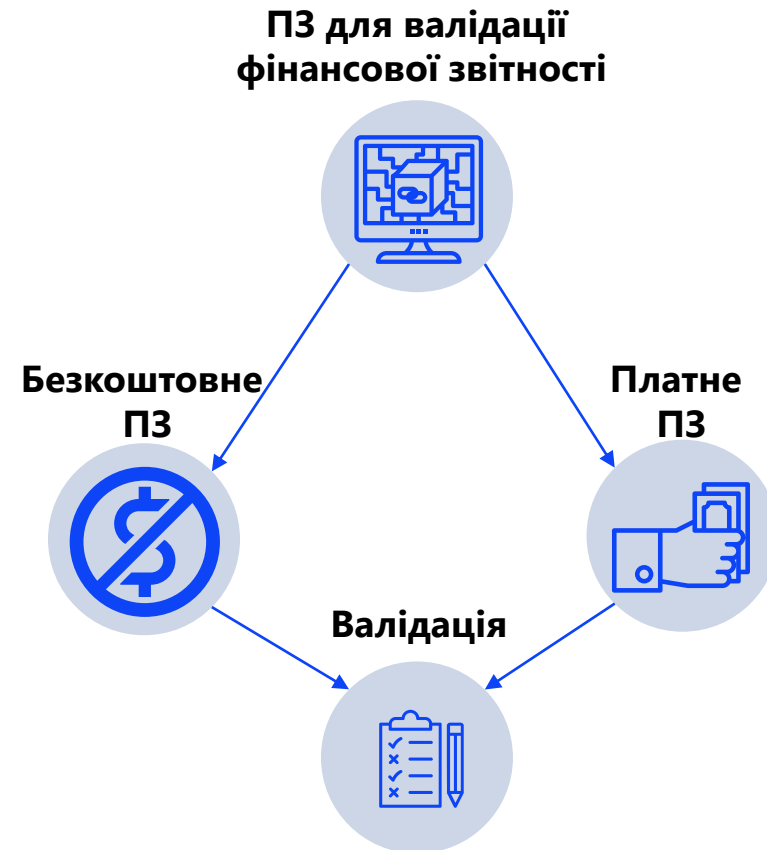 ПЗ для валідації
фінансової звітності
Безкоштовне
ПЗ
Платне
ПЗ
Валідація